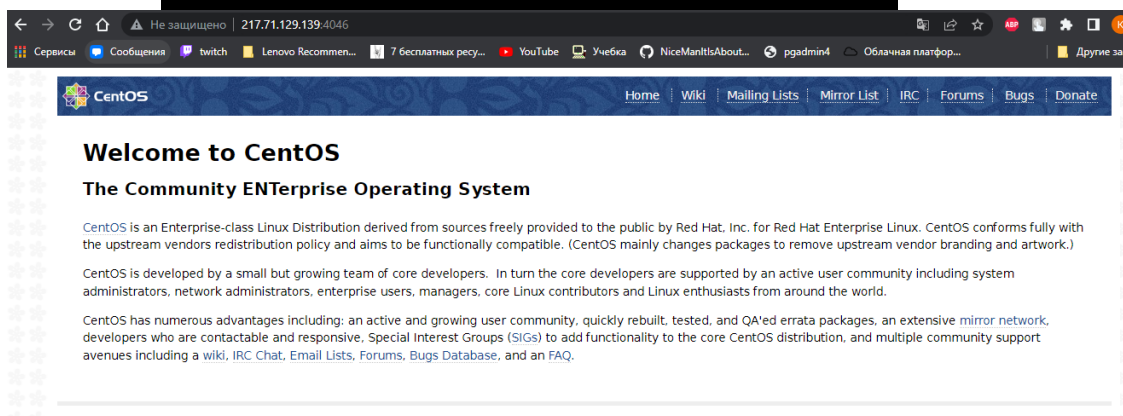 Не защищено | 217.71.129.139:4046
ABP
К
Сервисы Сообщения twitch Lenovo Recommen... 7 бесплатных ресу... YouTube Учебка NiceManItIsAbout... pgadmin4 Облачная платфор... Другие за
CentOS Home Wiki Mailing Lists Mirror List IRC Forums Bugs Donate
Welcome to CentOS
The Community ENTerprise Operating System
CentOS is an Enterprise-class Linux Distribution derived from sources freely provided to the public by Red Hat, Inc. for Red Hat Enterprise Linux. CentOS conforms fully with
the upstream vendors redistribution policy and aims to be functionally compatible. (CentOS mainly changes packages to remove upstream vendor branding and artwork.)
CentOS is developed by a small but growing team of core developers. In turn the core developers are supported by an active user community including system
administrators, network administrators, enterprise users, managers, core Linux contributors and Linux enthusiasts from around the world.
CentOS has numerous advantages including: an active and growing user community, quickly rebuilt, tested, and QA'ed errata packages, an extensive mirror network,
developers who are contactable and responsive, Special Interest Groups (SIGs) to add functionality to the core CentOS distribution, and multiple community support
avenues including a wiki, IRC Chat, Email Lists, Forums, Bugs Database, and an FAQ.